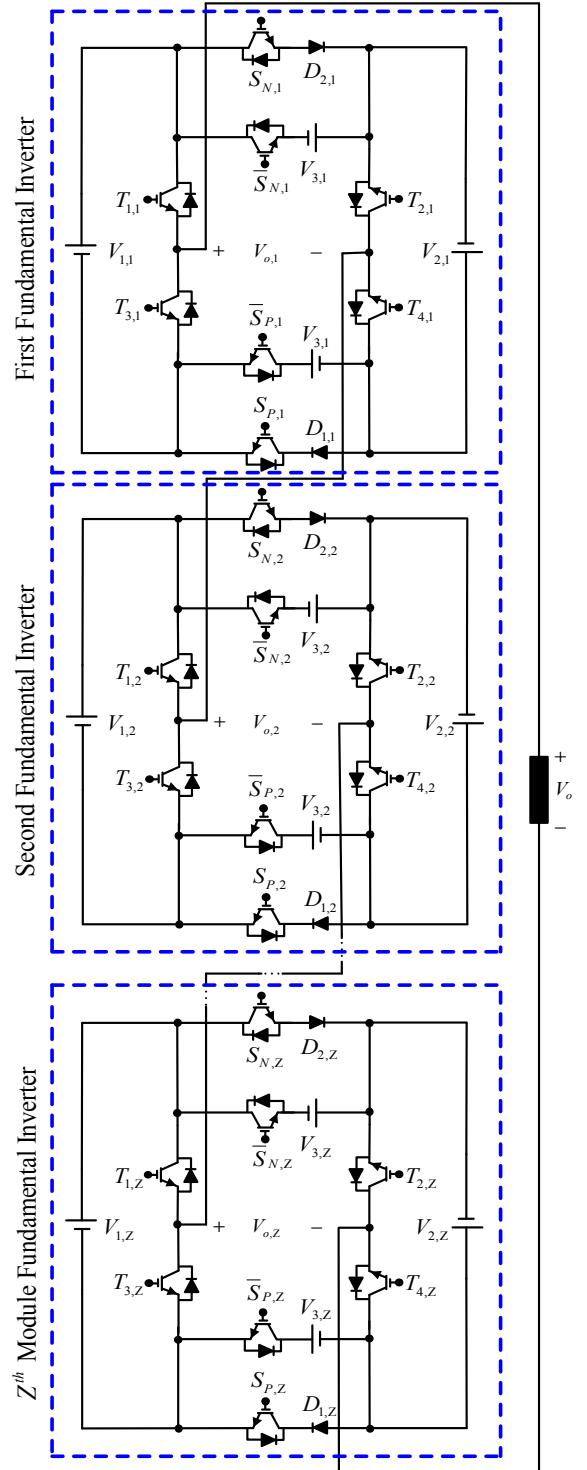 First Fundamental Inverter
S̅_{N,1}
D_{2,1}
S_{N,1}
V_{3,1}
T_{1,1}
T_{2,1}
V_{1,1}
+ V_{o,1} −
V_{2,1}
T_{3,1}
T_{4,1}
S̅_{P,1}
V_{3,1}
S_{P,1}
D_{1,1}
Second Fundamental Inverter
S_{N,2}
D_{2,2}
S̅_{N,2}
V_{3,2}
T_{1,2}
T_{2,2}
V_{1,2}
+ V_{o,2} −
V_{2,2}
T_{3,2}
T_{4,2}
S̅_{P,2}
V_{3,2}
S_{P,2}
D_{1,2}
+
V_o
−
Z^{th} Module Fundamental Inverter
S_{N,Z}
D_{2,Z}
S̅_{N,Z}
V_{3,Z}
T_{1,Z}
T_{2,Z}
V_{1,Z}
+ V_{o,Z} −
V_{2,Z}
T_{3,Z}
T_{4,Z}
S̅_{P,Z}
V_{3,Z}
S_{P,Z}
D_{1,Z}